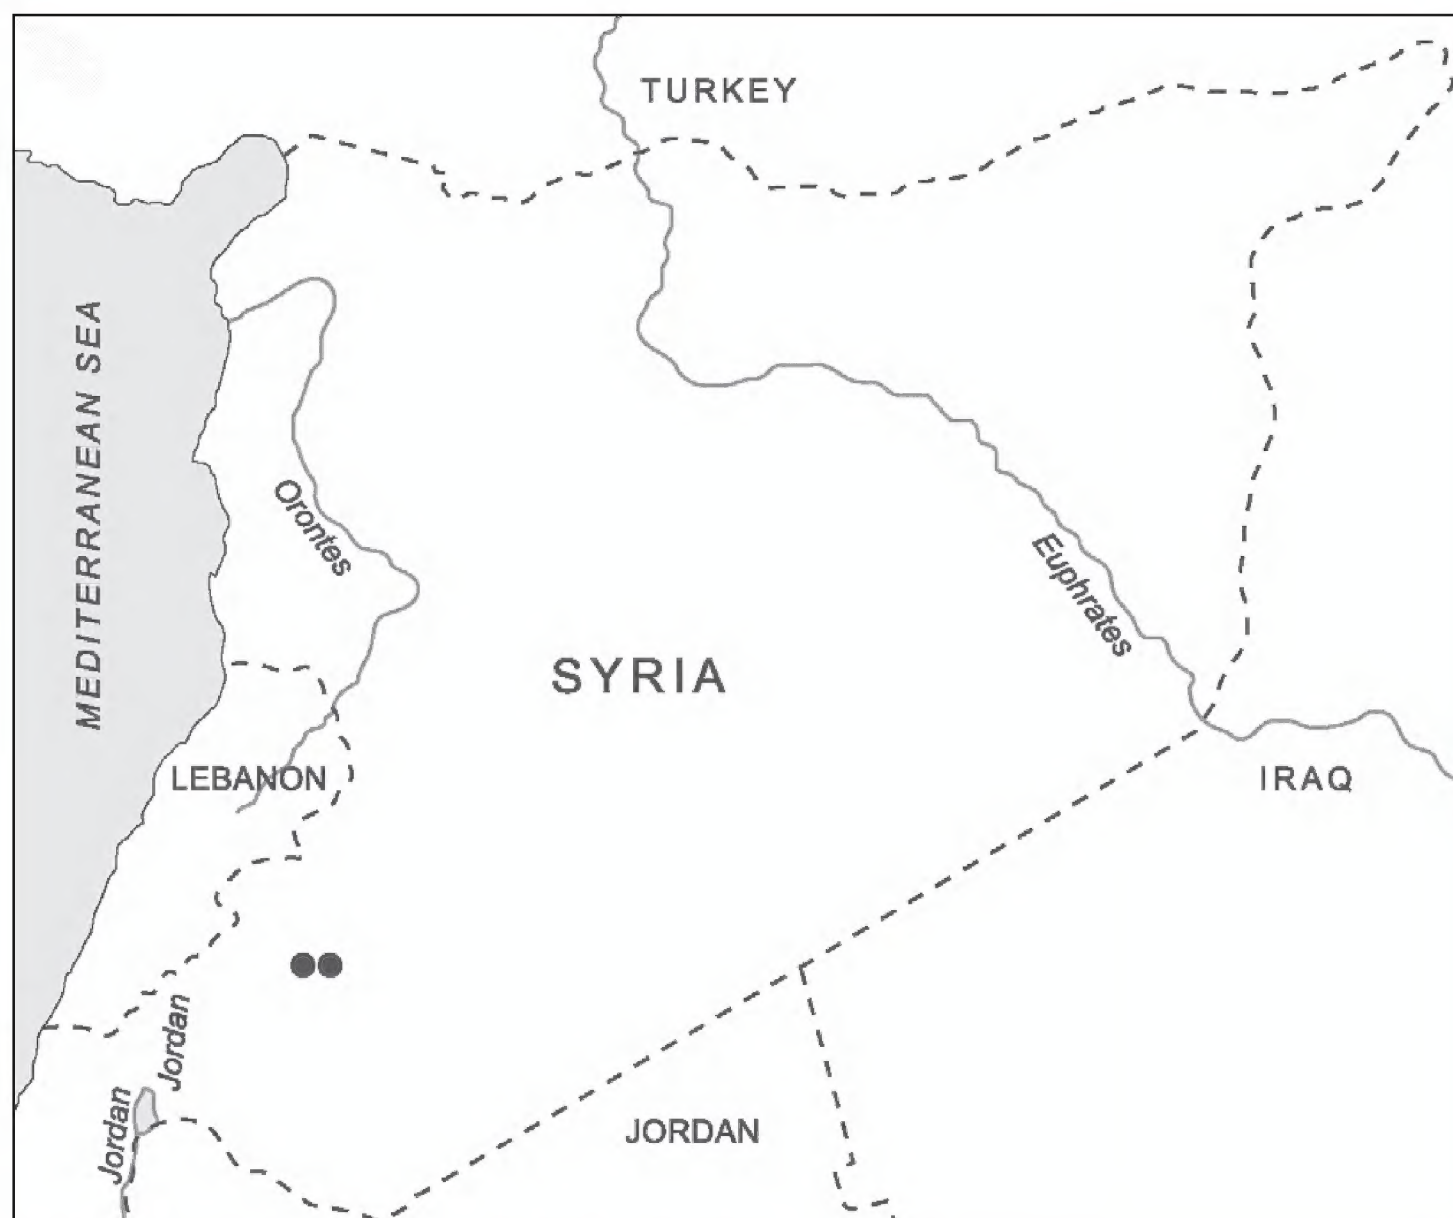 TURKEY
MEDITERRANEAN SEA
Orontes
Euphrates
SYRIA
LEBANON
IRAQ
Jordan
Jordan
JORDAN